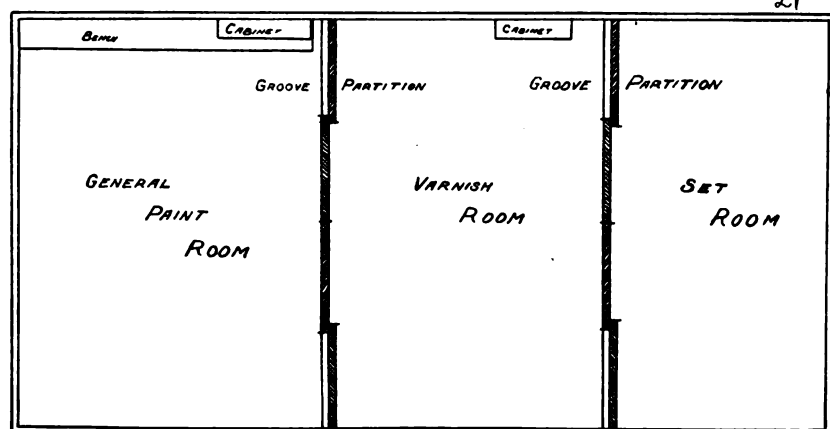 21
BENCH
CABINET
CABINET
GROOVE
PARTITION
GROOVE
PARTITION
GENERAL
PAINT
ROOM
VARNISH
ROOM
SET
ROOM